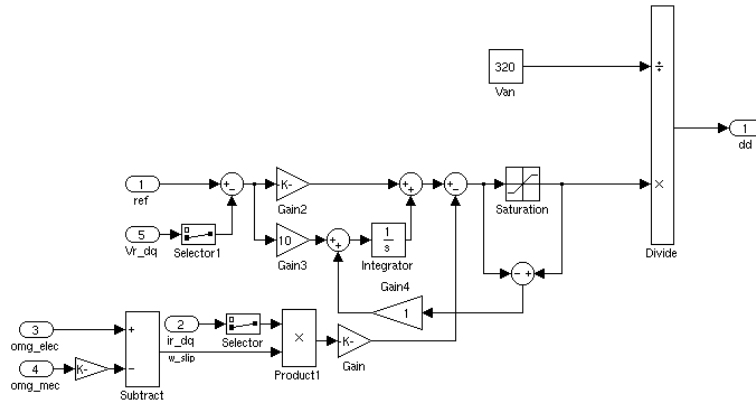 320
Van
÷
×
Divide
1
dd
1
ref
+
−
-K-
Gain2
+
+
+
−
Saturation
5
Vr_dq
Selector1
10
Gain3
+
+
1
s
Integrator
− +
Gain4
1
3
omg_elec
4
omg_mec
K-
+
−
Subtract
2
ir_dq
Selector
w_slip
×
Product1
-K-
Gain